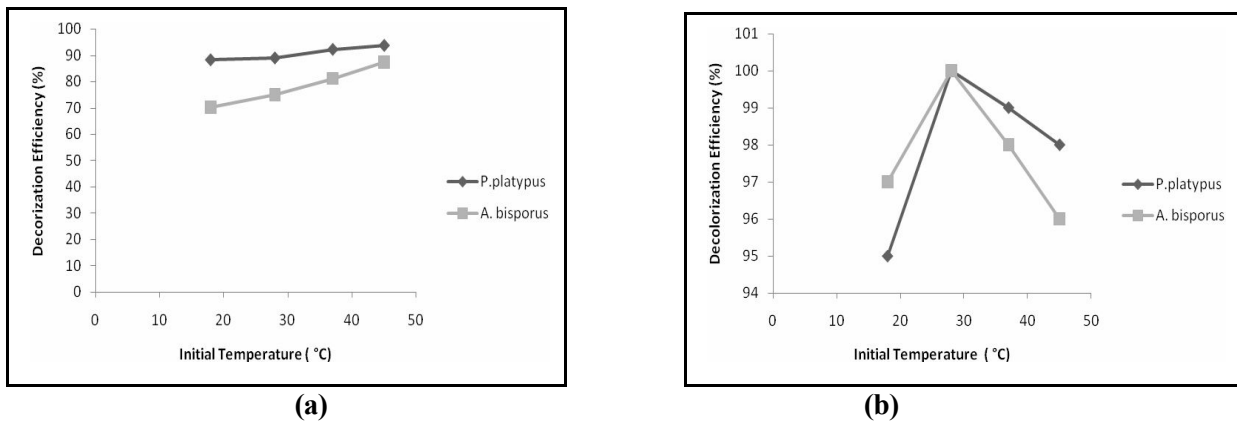 100
90
80
70
60
50
40
30
20
10
0
Decorization Efficiency (%)
0 10 20 30 40 50
Initial Temperature ( °C)
P.platypus
A. bisporus
(a)
101
100
99
98
97
96
95
94
Decolorization Efficiency (%)
0 10 20 30 40 50
Initial Temperature ( °C)
P.platypus
A. bisporus
(b)